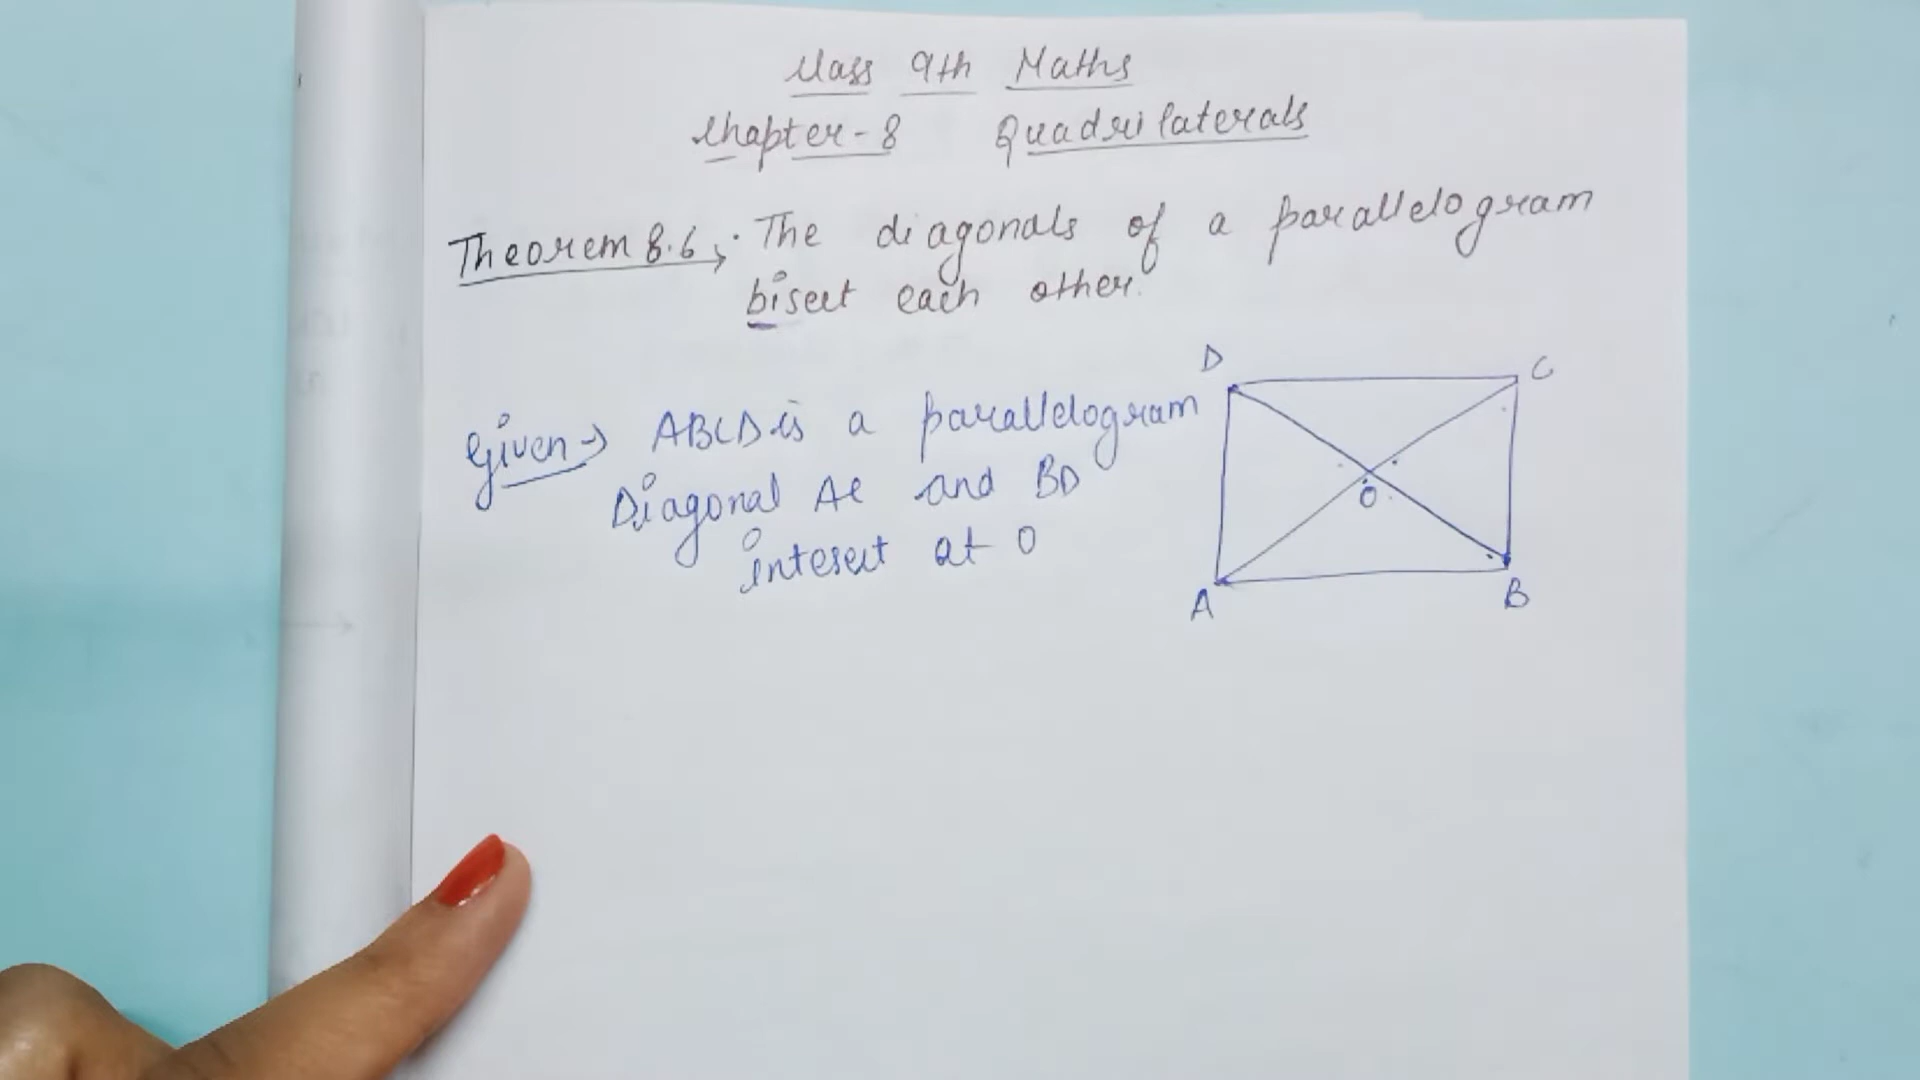 Class 9th Maths
Chapter-8 Quadrilaterals
Theorem 8.6 → The diagonals of a parallelogram
bisect each other.
Given → ABCD is a parallelogram
Diagonal AC and BD
intesect at O
D C
O
A B